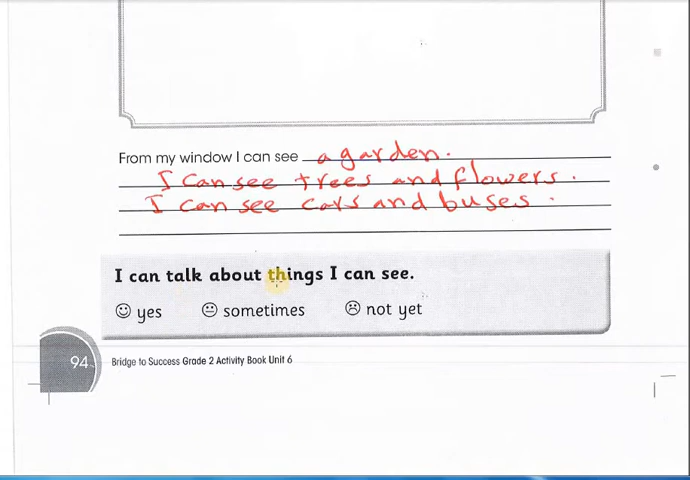 From my window I can see a garden.
I can see trees and flowers.
I can see cars and buses.
I can talk about things I can see.
yes sometimes not yet
94 Bridge to Success Grade 2 Activity Book Unit 6